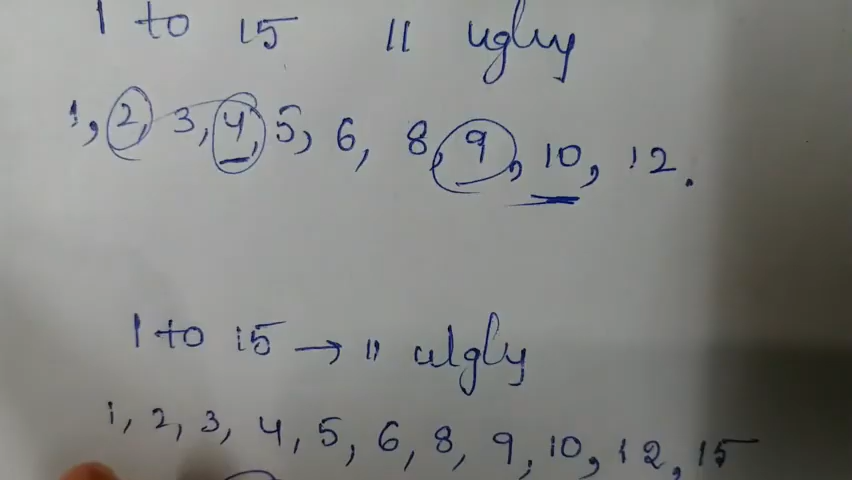 1 to 15 11 ugly
1, 2, 3, 4, 5, 6, 8, 9, 10, 12.
1 to 15 → 11 ulgly
1, 2, 3, 4, 5, 6, 8, 9, 10, 12, 15